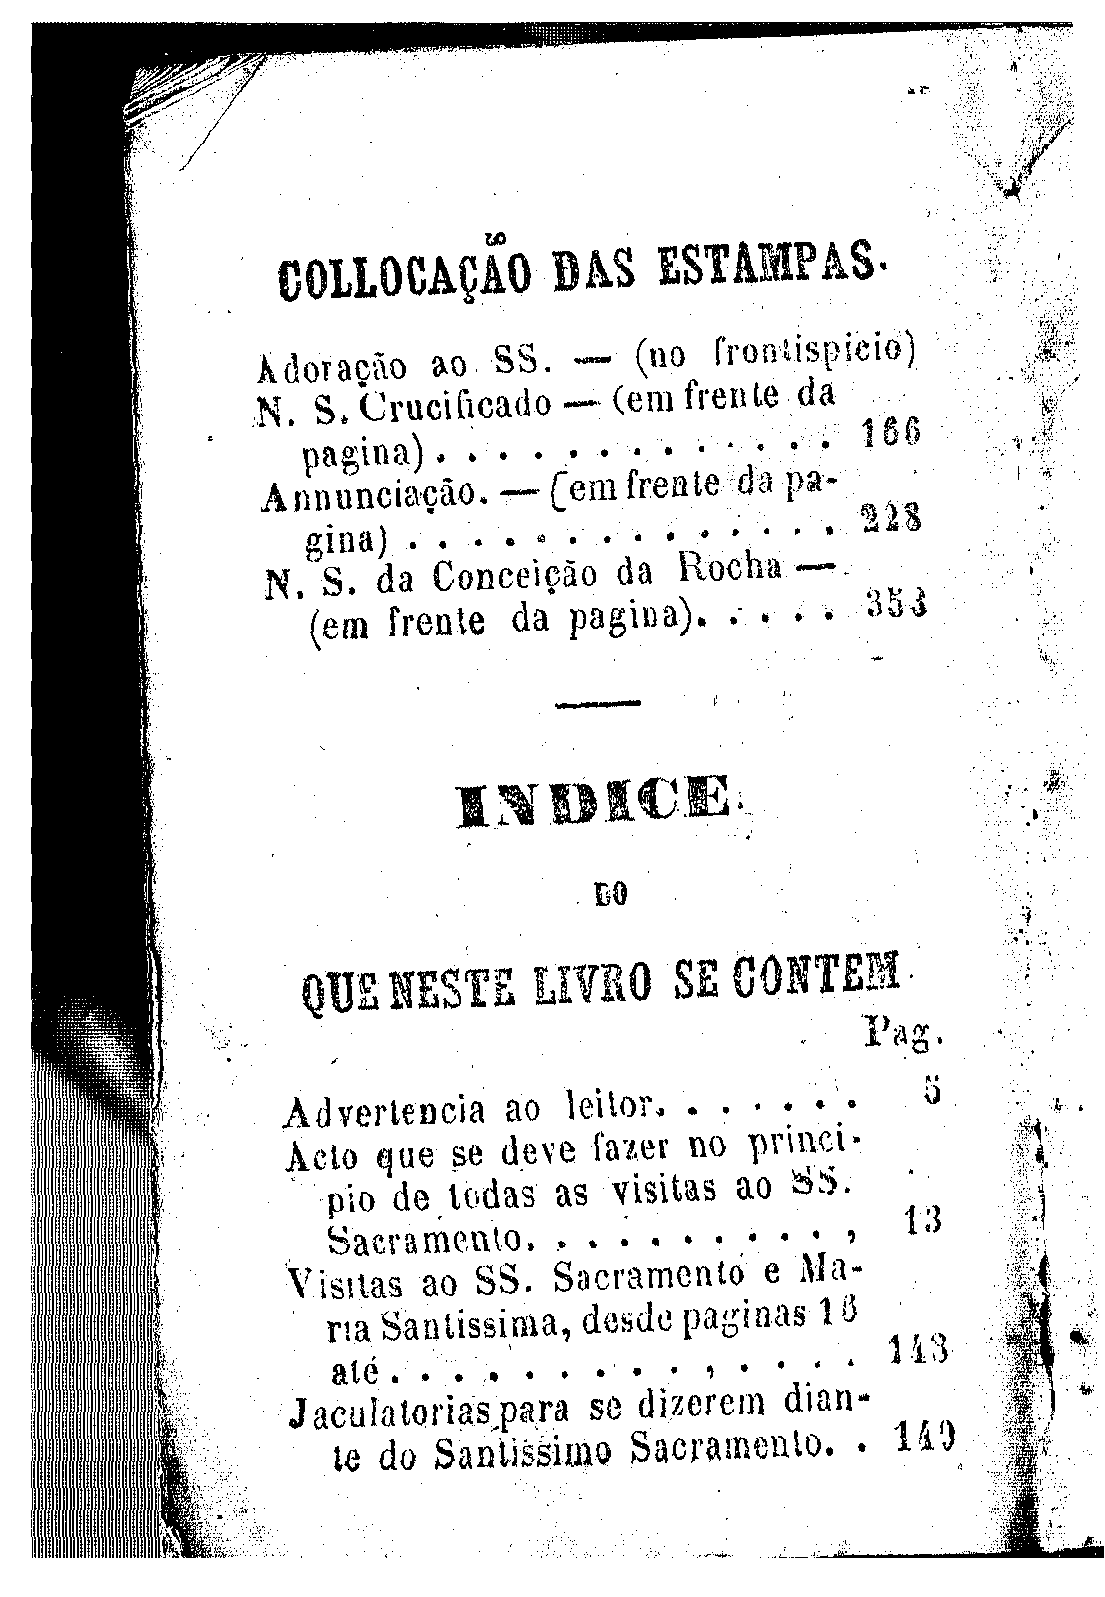 COLLOCAÇÃO DAS ESTAMPAS.
Adoração ao SS. — (no frontispicio)
N. S. Crucificado — (em frente da
pagina) . . . . . . . . . . . . . 166
Annunciação. — (em frente da pa-
gina) . . . . . . . . . . . . . . 228
N. S. da Conceição da Rocha —
(em frente da pagina). . . . . 353
INDICE
DO
QUE NESTE LIVRO SE CONTEM
Pag.
Advertencia ao leitor. . . . . . . 5
Acto que se deve fazer no princi-
pio de todas as visitas ao SS.
Sacramento. . . . . . . . . . , 13
Visitas ao SS. Sacramento e Ma-
ria Santissima, desde paginas 16
até . . . . . . . . . . , . . . . 143
Jaculatorias para se dizerem dian-
te do Santissimo Sacramento. . 149